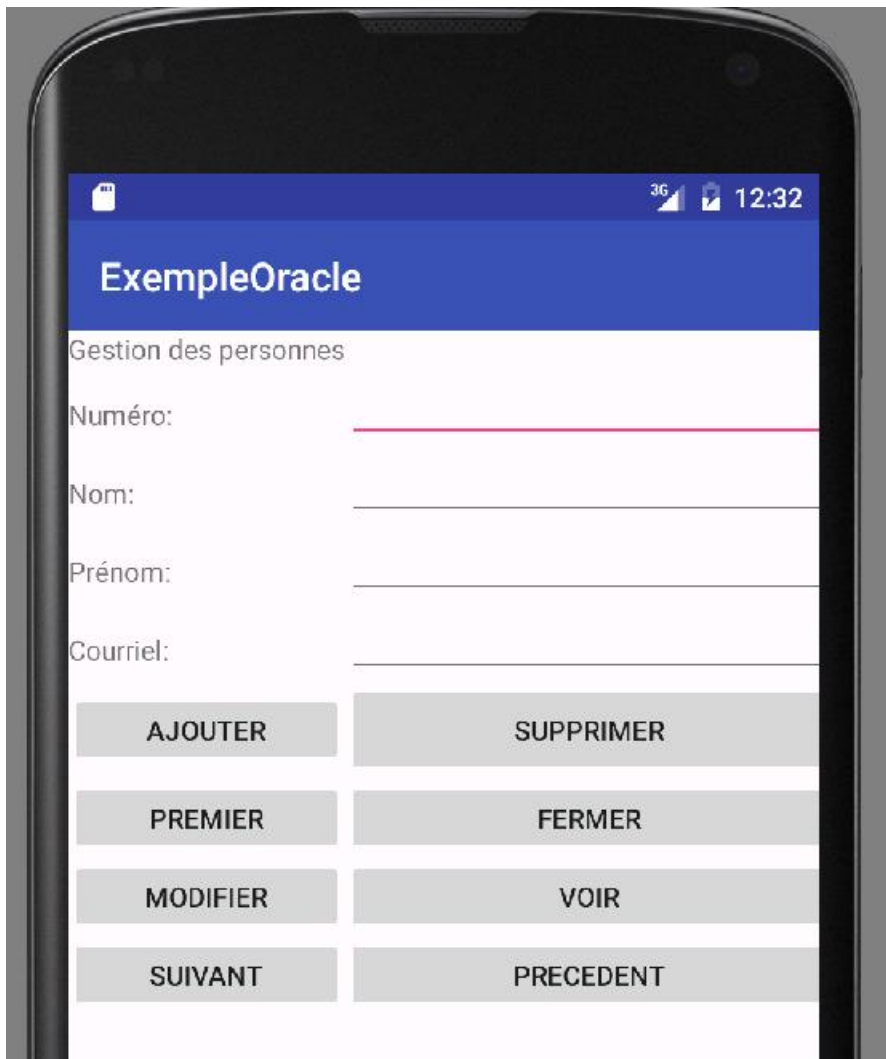 3G 12:32
ExempleOracle
Gestion des personnes
Numéro:
Nom:
Prénom:
Courriel:
AJOUTER SUPPRIMER
PREMIER FERMER
MODIFIER VOIR
SUIVANT PRECEDENT